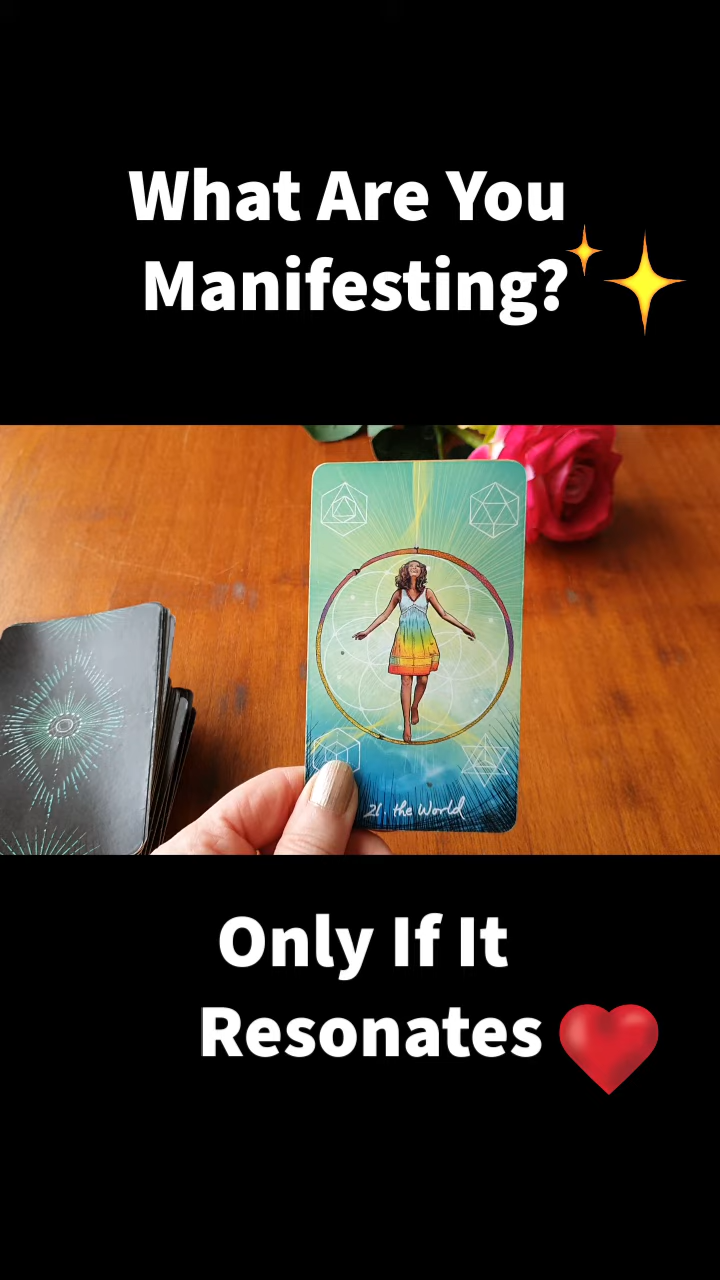 What Are You
Manifesting?
21. the World
Only If It
Resonates